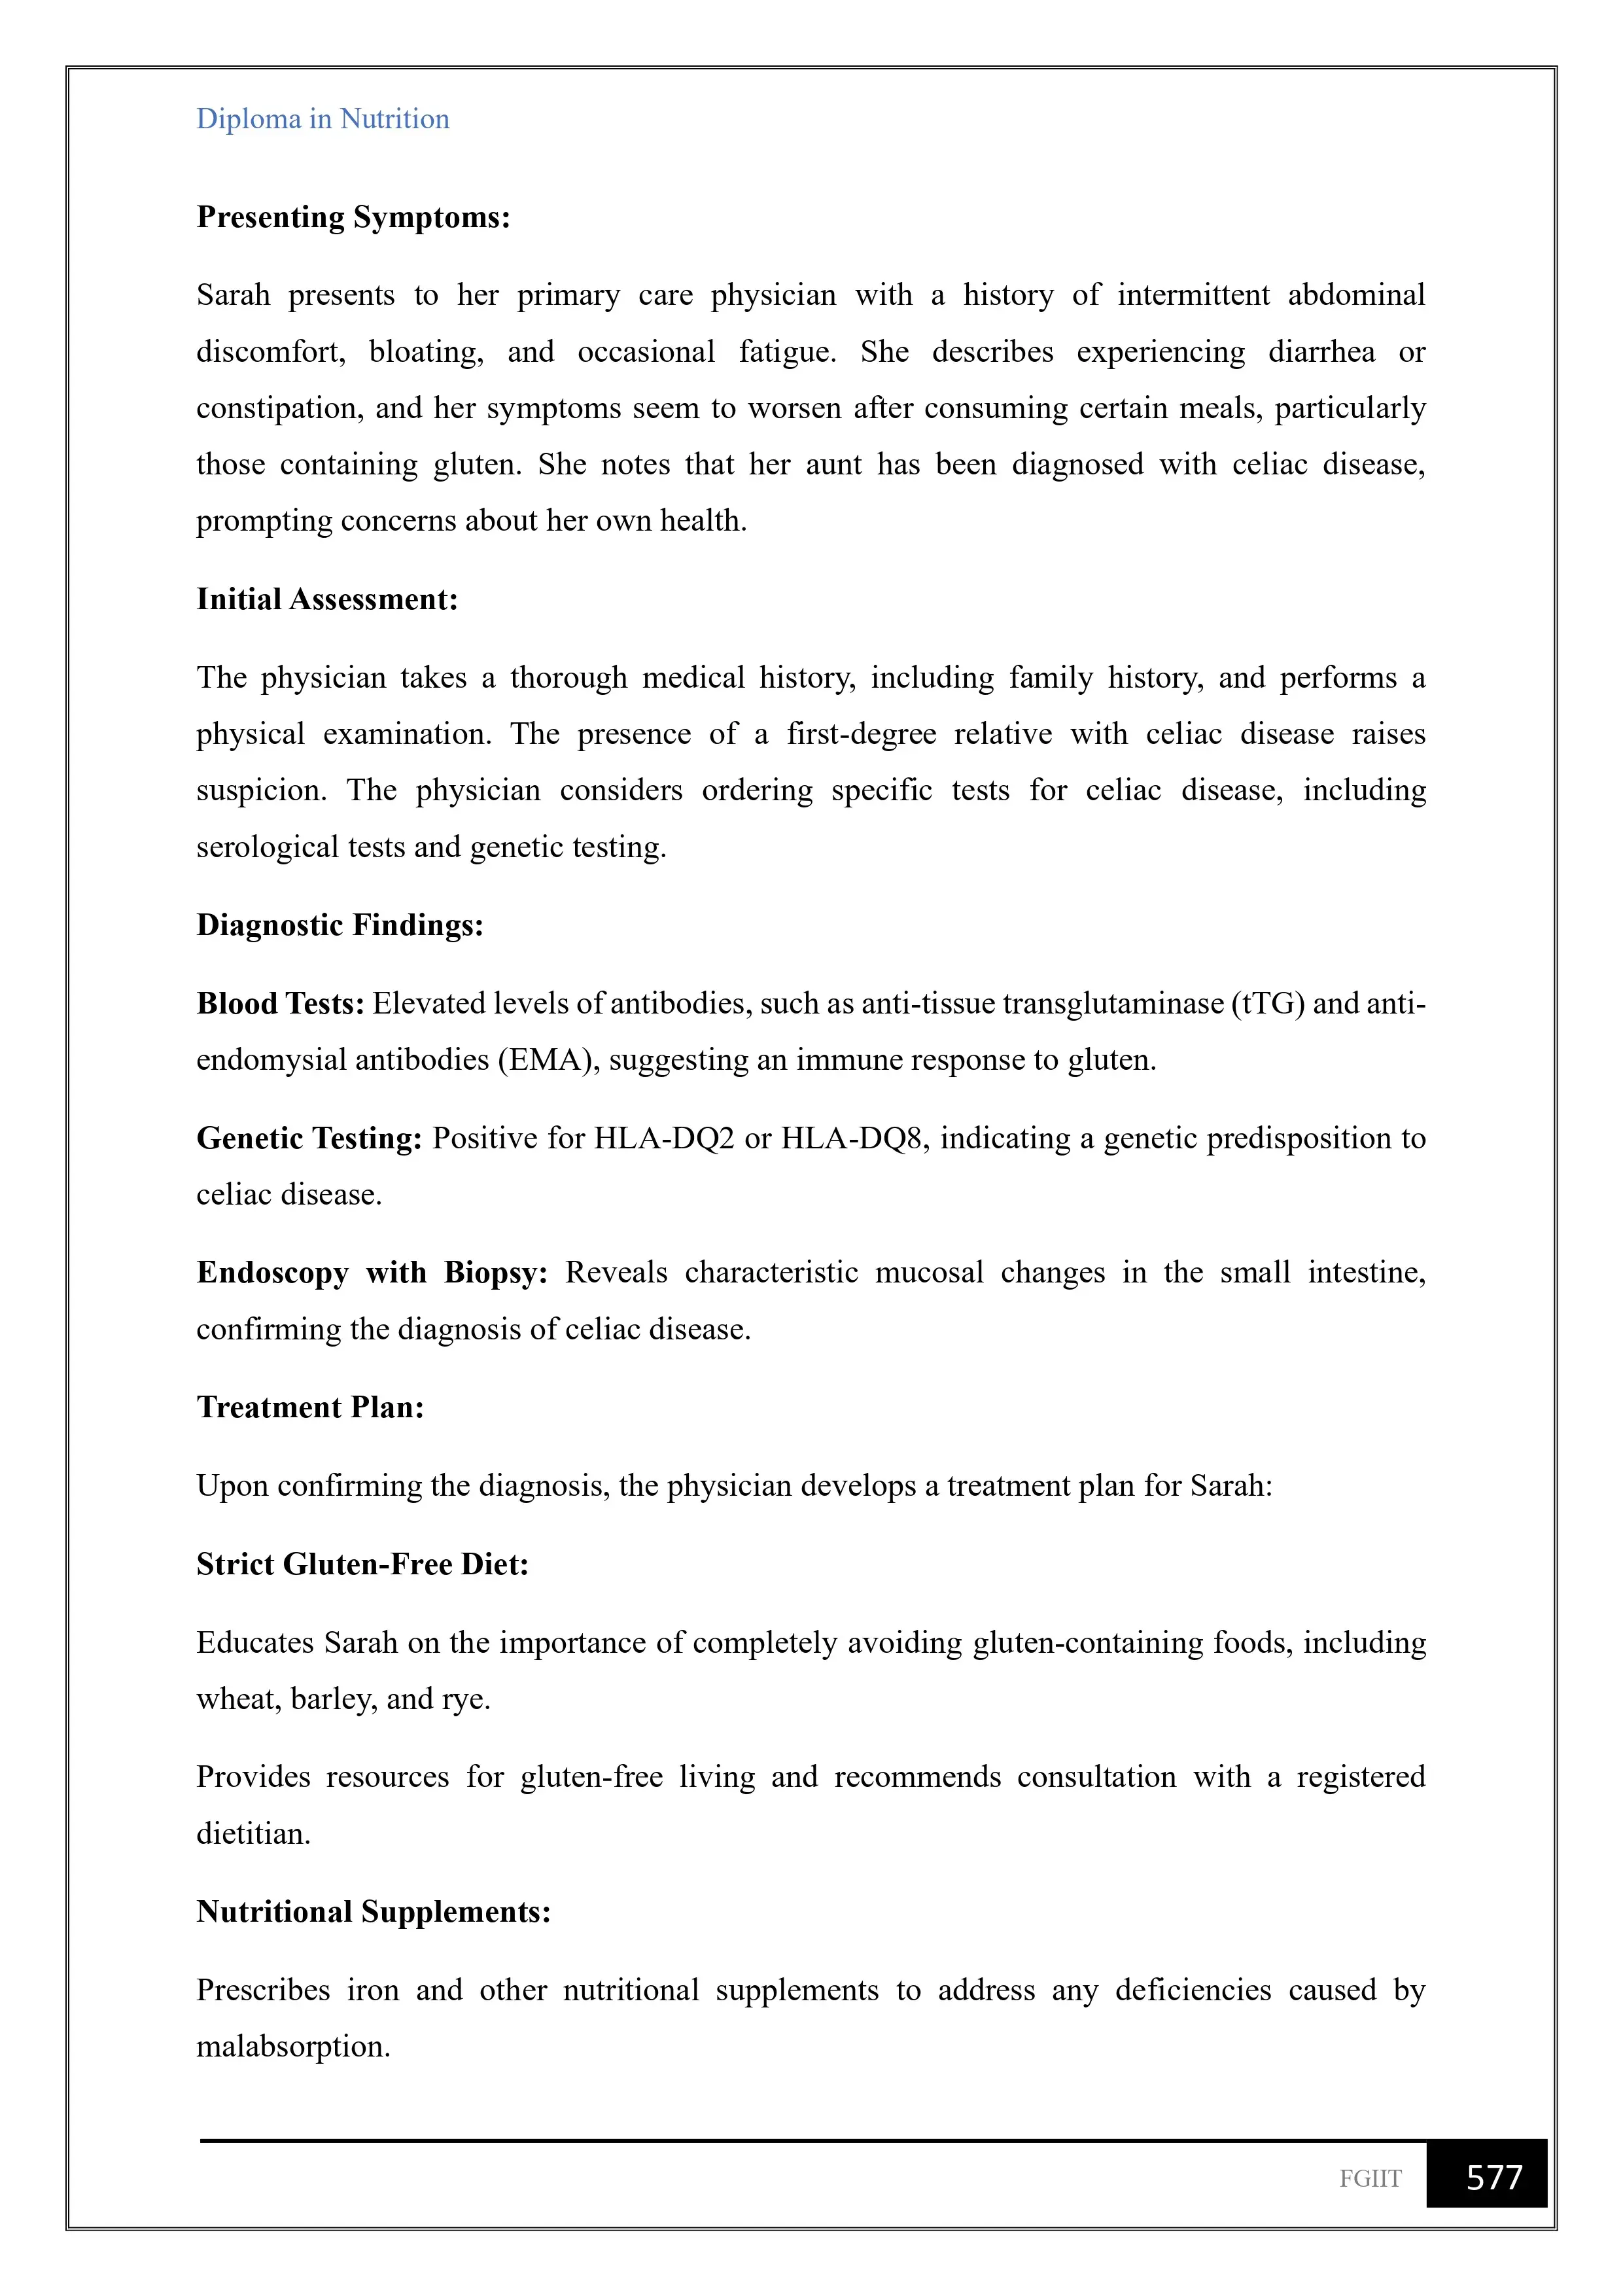 Diploma in Nutrition
Presenting Symptoms:
Sarah presents to her primary care physician with a history of intermittent abdominal
discomfort, bloating, and occasional fatigue. She describes experiencing diarrhea or
constipation, and her symptoms seem to worsen after consuming certain meals, particularly
those containing gluten. She notes that her aunt has been diagnosed with celiac disease,
prompting concerns about her own health.
Initial Assessment:
The physician takes a thorough medical history, including family history, and performs a
physical examination. The presence of a first-degree relative with celiac disease raises
suspicion. The physician considers ordering specific tests for celiac disease, including
serological tests and genetic testing.
Diagnostic Findings:
Blood Tests: Elevated levels of antibodies, such as anti-tissue transglutaminase (tTG) and anti-
endomysial antibodies (EMA), suggesting an immune response to gluten.
Genetic Testing: Positive for HLA-DQ2 or HLA-DQ8, indicating a genetic predisposition to
celiac disease.
Endoscopy with Biopsy: Reveals characteristic mucosal changes in the small intestine,
confirming the diagnosis of celiac disease.
Treatment Plan:
Upon confirming the diagnosis, the physician develops a treatment plan for Sarah:
Strict Gluten-Free Diet:
Educates Sarah on the importance of completely avoiding gluten-containing foods, including
wheat, barley, and rye.
Provides resources for gluten-free living and recommends consultation with a registered
dietitian.
Nutritional Supplements:
Prescribes iron and other nutritional supplements to address any deficiencies caused by
malabsorption.
FGIIT 577